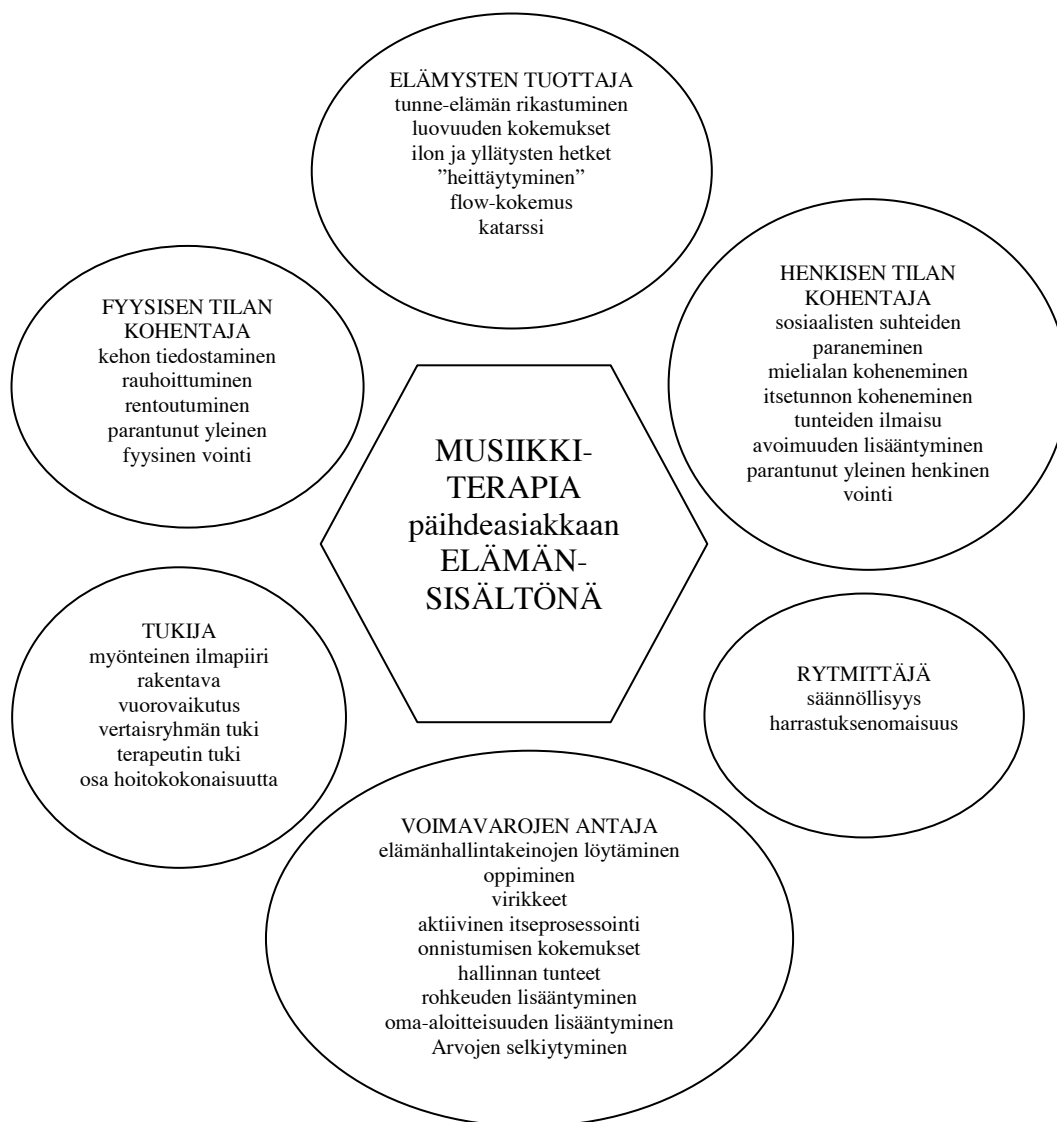 ELÄMYSTEN TUOTTAJA
tunne-elämän rikastuminen
luovuuden kokemukset
ilon ja yllätysten hetket
”heittäytyminen”
flow-kokemus
katarssi
FYYSISEN TILAN
KOHENTAJA
kehon tiedostaminen
rauhoittuminen
rentoutuminen
parantunut yleinen
fyysinen vointi
HENKISEN TILAN
KOHENTAJA
sosiaalisten suhteiden
paraneminen
mielialan koheneminen
itsetunnon koheneminen
tunteiden ilmaisu
avoimuuden lisääntyminen
parantunut yleinen henkinen
vointi
MUSIIKKI-
TERAPIA
päihdeasiakkaan
ELÄMÄN-
SISÄLTÖNÄ
TUKIJA
myönteinen ilmapiiri
rakentava
vuorovaikutus
vertaisryhmän tuki
terapeutin tuki
osa hoitokokonaisuutta
RYTMITTÄJÄ
säännöllisyys
harrastuksenomaisuus
VOIMAVAROJEN ANTAJA
elämänhallintakeinojen löytäminen
oppiminen
virikkeet
aktiivinen itseprosessointi
onnistumisen kokemukset
hallinnan tunteet
rohkeuden lisääntyminen
oma-aloitteisuuden lisääntyminen
Arvojen selkiytyminen